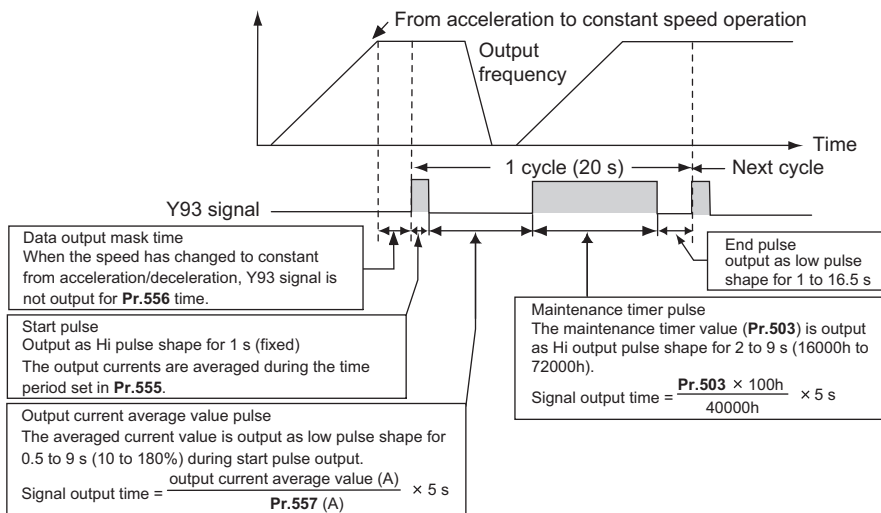 From acceleration to constant speed operation
Output
frequency
Time
1 cycle (20 s)
Next cycle
Y93 signal
Data output mask time
When the speed has changed to constant
from acceleration/deceleration, Y93 signal is
not output for Pr.556 time.
End pulse
output as low pulse
shape for 1 to 16.5 s
Start pulse
Output as Hi pulse shape for 1 s (fixed)
The output currents are averaged during the time
period set in Pr.555.
Maintenance timer pulse
The maintenance timer value (Pr.503) is output
as Hi output pulse shape for 2 to 9 s (16000h to
72000h).
Signal output time = Pr.503 × 100h / 40000h × 5 s
Output current average value pulse
The averaged current value is output as low pulse shape for
0.5 to 9 s (10 to 180%) during start pulse output.
Signal output time = output current average value (A) / Pr.557 (A) × 5 s